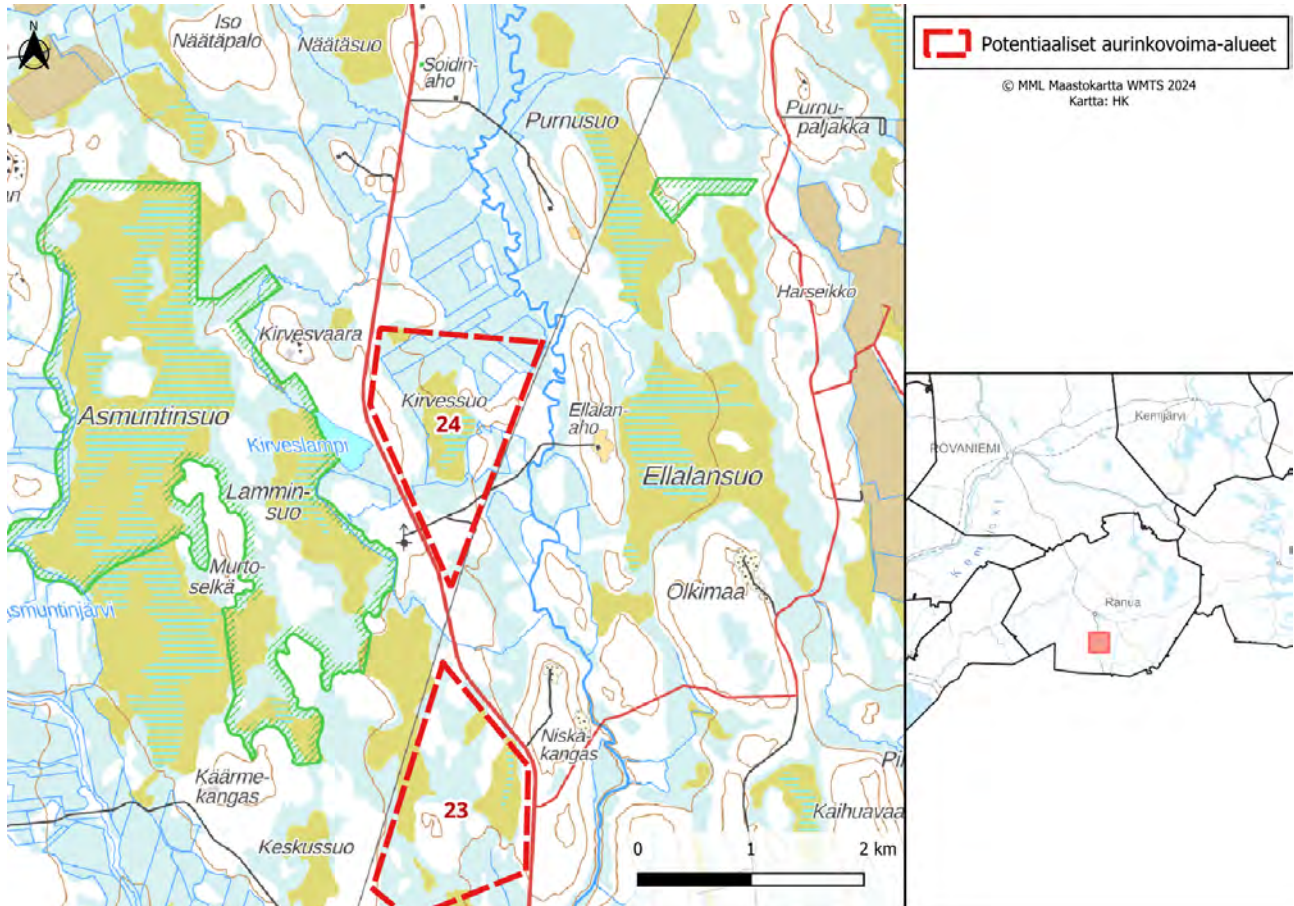 N
Iso
Näätäpalo
Näätäsuo
Soidin-
aho
Purnusuo
Purnu-
paljakka
Harseikko
Kirvesvaara
Asmuntinsuo
Kirvessuo
24
Ellalan-
aho
Kirveslampi
Ellalansuo
Lammin-
suo
Murto-
selkä
Olkimaa
Asmuntinjärvi
Niska-
kangas
Käärme-
kangas
23
Kaihuavaa
Keskussuo
0 1 2 km
Potentiaaliset aurinkovoima-alueet
© MML Maastokartta WMTS 2024
Kartta: HK
Kemijärvi
ROVANIEMI
Ranua